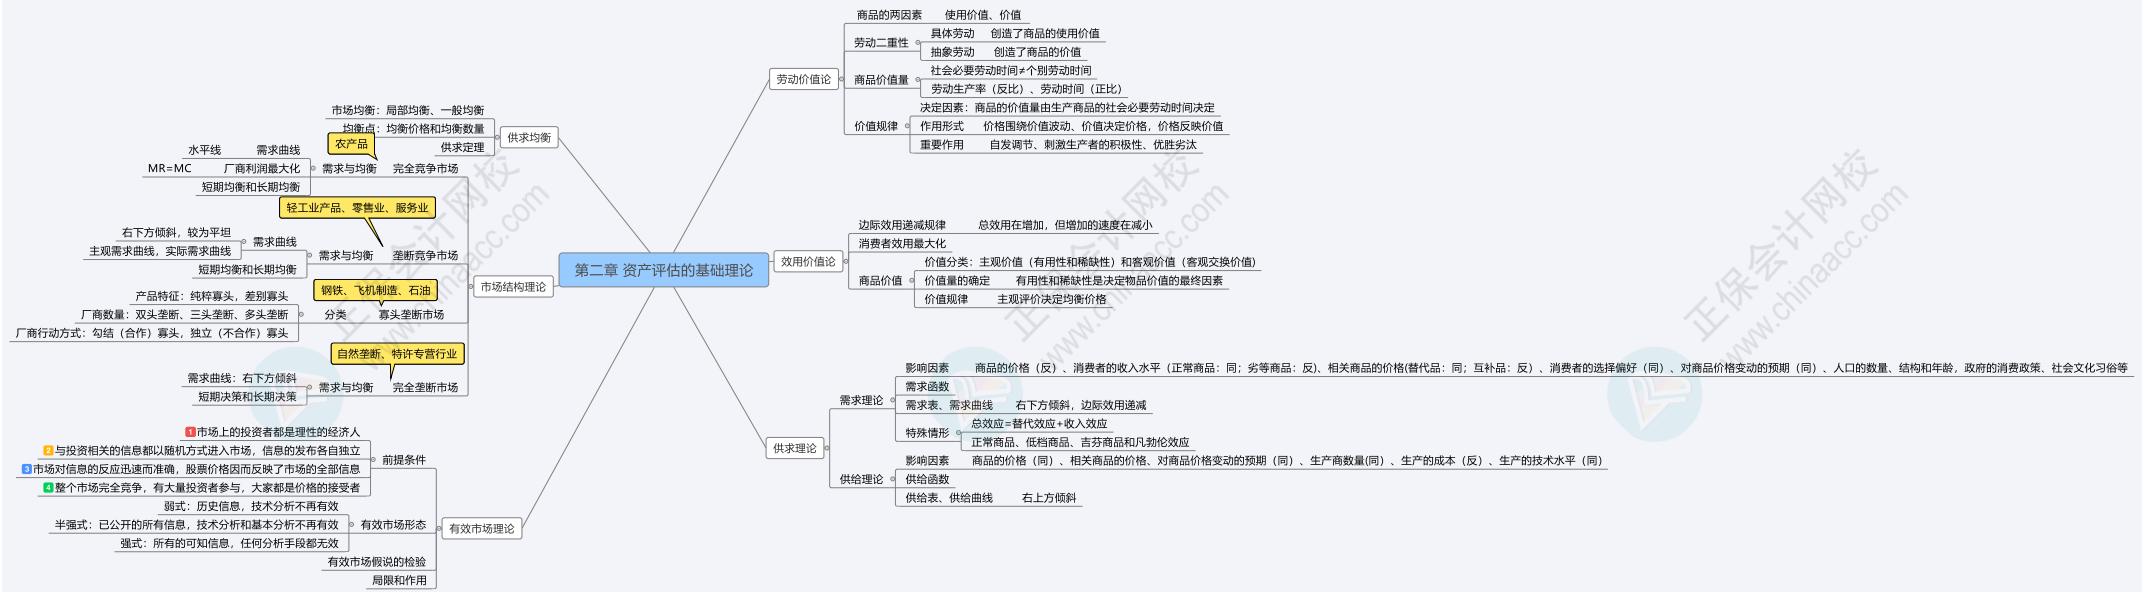 第二章 资产评估的基础理论
劳动价值论
商品的两因素 使用价值、价值
劳动二重性
具体劳动 创造了商品的使用价值
抽象劳动 创造了商品的价值
商品价值量
社会必要劳动时间≠个别劳动时间
劳动生产率（反比）、劳动时间（正比）
价值规律
决定因素：商品的价值量由生产商品的社会必要劳动时间决定
作用形式 价格围绕价值波动、价值决定价格，价格反映价值
重要作用 自发调节、刺激生产者的积极性、优胜劣汰
效用价值论
边际效用递减规律 总效用在增加，但增加的速度在减小
消费者效用最大化
商品价值
价值分类：主观价值（有用性和稀缺性）和客观价值（客观交换价值）
价值量的确定 有用性和稀缺性是决定物品价值的最终因素
价值规律 主观评价决定均衡价格
供求理论
需求理论
影响因素 商品的价格（反）、消费者的收入水平（正常商品：同；劣等商品：反）、相关商品的价格(替代品：同；互补品：反）、消费者的选择偏好（同）、对商品价格变动的预期（同）、人口的数量、结构和年龄，政府的消费政策、社会文化习俗等
需求函数
需求表、需求曲线 右下方倾斜，边际效用递减
特殊情形
总效应=替代效应+收入效应
正常商品、低档商品、吉芬商品和凡勃伦效应
供给理论
影响因素 商品的价格（同）、相关商品的价格、对商品价格变动的预期（同）、生产商数量(同）、生产的成本（反）、生产的技术水平（同）
供给函数
供给表、供给曲线 右上方倾斜
供求均衡
市场均衡：局部均衡、一般均衡
均衡点：均衡价格和均衡数量
供求定理
市场结构理论
农产品
完全竞争市场
需求与均衡
需求曲线 水平线
厂商利润最大化 MR=MC
短期均衡和长期均衡
轻工业产品、零售业、服务业
垄断竞争市场
需求与均衡
需求曲线
右下方倾斜，较为平坦
主观需求曲线，实际需求曲线
短期均衡和长期均衡
钢铁、飞机制造、石油
寡头垄断市场
分类
产品特征：纯粹寡头，差别寡头
厂商数量：双头垄断、三头垄断、多头垄断
厂商行动方式：勾结（合作）寡头，独立（不合作）寡头
自然垄断、特许专营行业
完全垄断市场
需求与均衡
需求曲线：右下方倾斜
短期决策和长期决策
有效市场理论
前提条件
1 市场上的投资者都是理性的经济人
2 与投资相关的信息都以随机方式进入市场，信息的发布各自独立
3 市场对信息的反应迅速而准确，股票价格因而反映了市场的全部信息
4 整个市场完全竞争，有大量投资者参与，大家都是价格的接受者
有效市场形态
弱式：历史信息，技术分析不再有效
半强式：已公开的所有信息，技术分析和基本分析不再有效
强式：所有的可知信息，任何分析手段都无效
有效市场假说的检验
局限和作用
正保会计网校
www.chinaacc.com
正保会计网校
www.chinaacc.com
正保会计网校
www.chinaacc.com